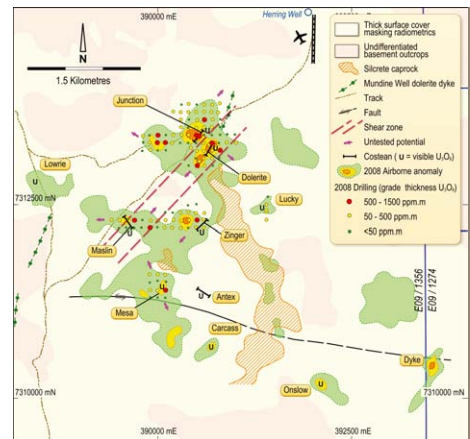 390000 mE
Herring Well
N
1.5 Kilometres
Thick surface cover
masking radiometrics
Undifferentiated
basement outcrops
Silcrete caprock
Mundine Well dolerite dyke
Track
Fault
Shear zone
Untested potential
Costean ( u = visible U₃O₈)
2008 Airborne anomaly
2008 Drilling (grade thickness U₃O₈)
500 - 1500 ppm.m
50 - 500 ppm.m
<50 ppm.m
Junction
u
Lowrie
u
Dolerite
7312500 mN
Lucky
u
Maslin
u
Zinger
u
E09 / 1356
E09 / 1274
Mesa
u
u
Antex
Carcass
u
Dyke
u
Onslow
u
7310000 mN
7310000 mN
390000 mE
392500 mE